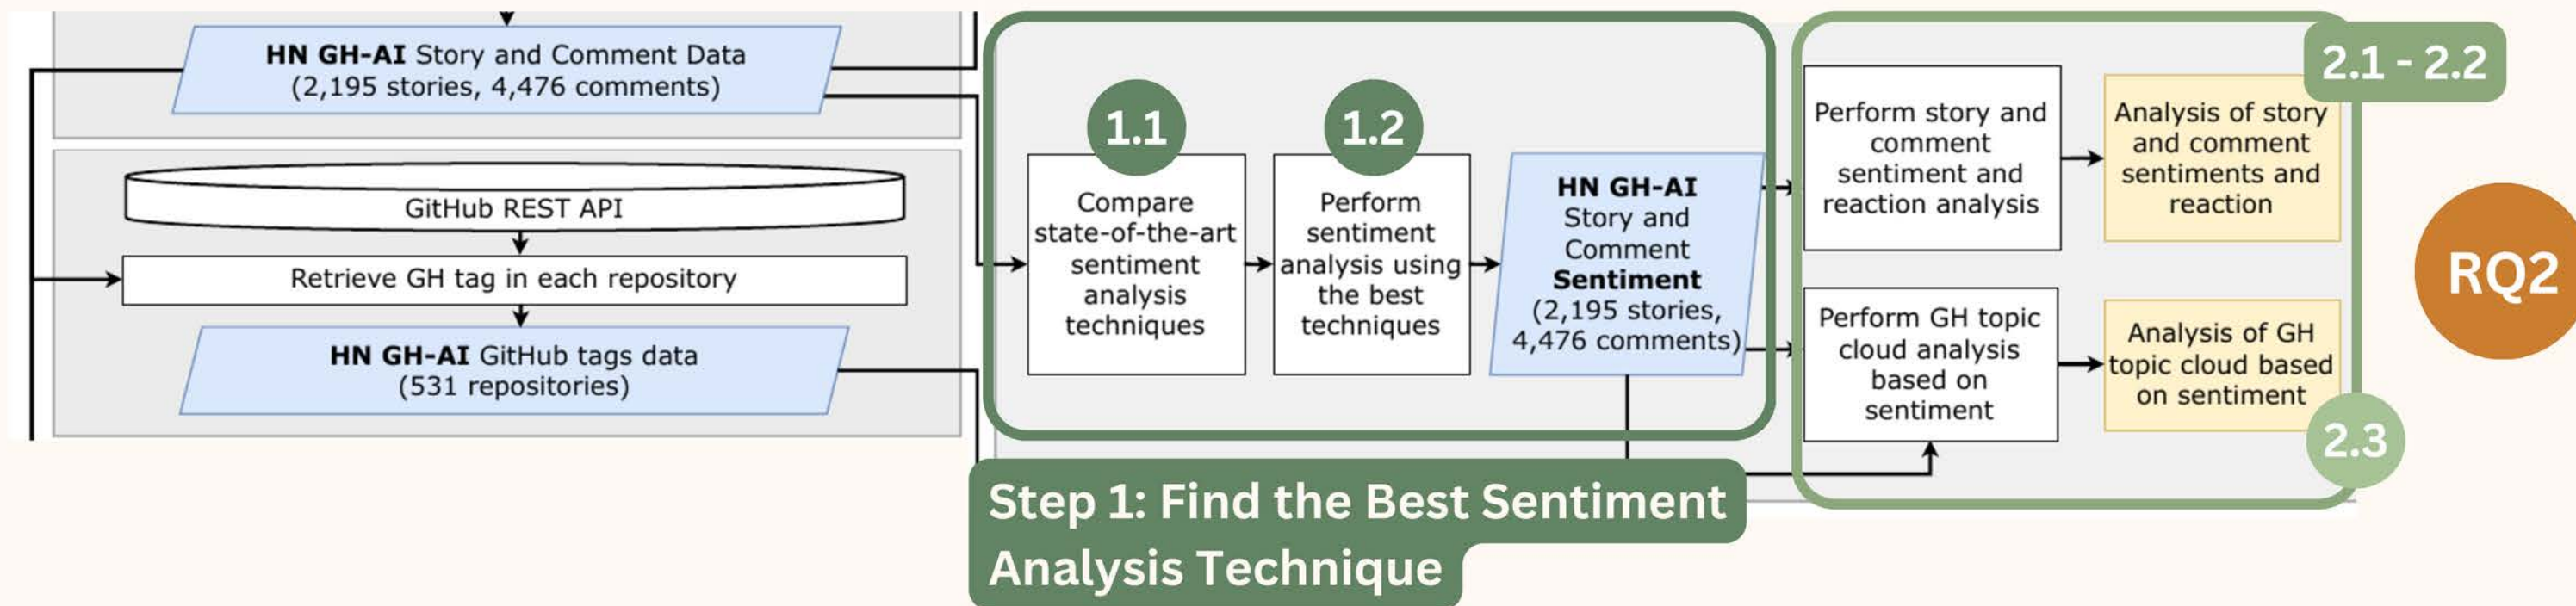 HN GH-AI Story and Comment Data
(2,195 stories, 4,476 comments)
GitHub REST API
Retrieve GH tag in each repository
HN GH-AI GitHub tags data
(531 repositories)
1.1
Compare
state-of-the-art
sentiment
analysis
techniques
1.2
Perform
sentiment
analysis using
the best
techniques
HN GH-AI
Story and
Comment
Sentiment
(2,195 stories,
4,476 comments)
Step 1: Find the Best Sentiment
Analysis Technique
Perform story and
comment
sentiment and
reaction analysis
2.1 - 2.2
Analysis of story
and comment
sentiments and
reaction
Perform GH topic
cloud analysis
based on
sentiment
Analysis of GH
topic cloud based
on sentiment
2.3
RQ2